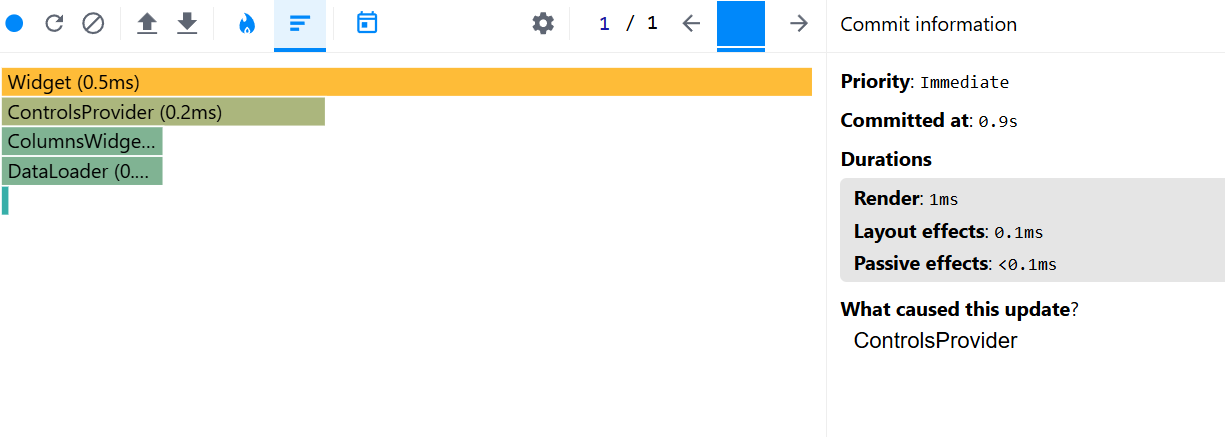 1 / 1
Commit information
Widget (0.5ms)
ControlsProvider (0.2ms)
ColumnsWidge...
DataLoader (0....
Priority: Immediate
Committed at: 0.9s
Durations
Render: 1ms
Layout effects: 0.1ms
Passive effects: <0.1ms
What caused this update?
ControlsProvider